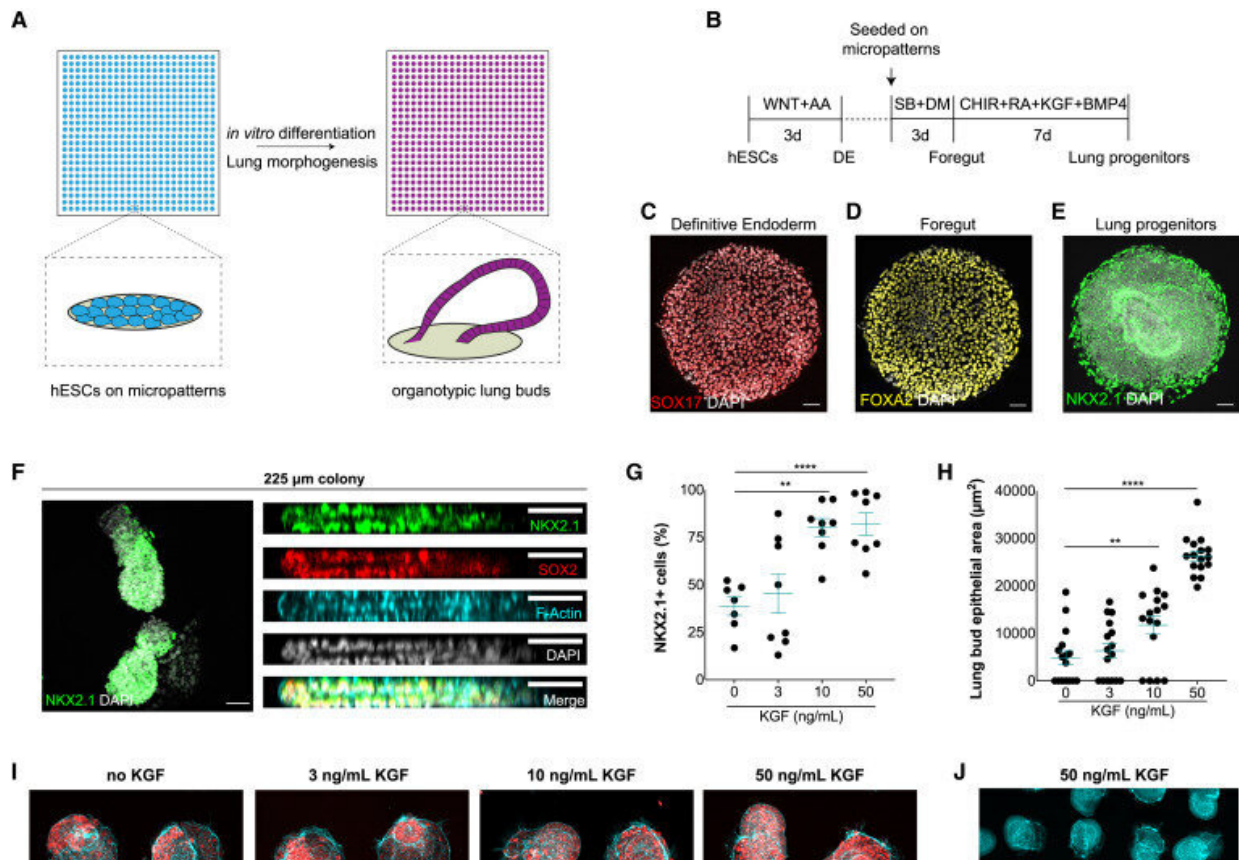 A
in vitro differentiation
Lung morphogenesis
hESCs on micropatterns
organotypic lung buds
B
Seeded on
micropatterns
WNT+AA
SB+DM
CHIR+RA+KGF+BMP4
3d
3d
7d
hESCs
DE
Foregut
Lung progenitors
C
Definitive Endoderm
SOX17 DAPI
D
Foregut
FOXA2 DAPI
E
Lung progenitors
NKX2.1 DAPI
F
225 µm colony
NKX2.1 DAPI
NKX2.1
SOX2
F-Actin
DAPI
Merge
G
****
**
NKX2.1+ cells (%)
100
75
50
25
0
0 3 10 50
KGF (ng/mL)
H
****
**
Lung bud epithelial area (µm²)
40000
30000
20000
10000
0
0 3 10 50
KGF (ng/mL)
I
no KGF
3 ng/mL KGF
10 ng/mL KGF
50 ng/mL KGF
J
50 ng/mL KGF